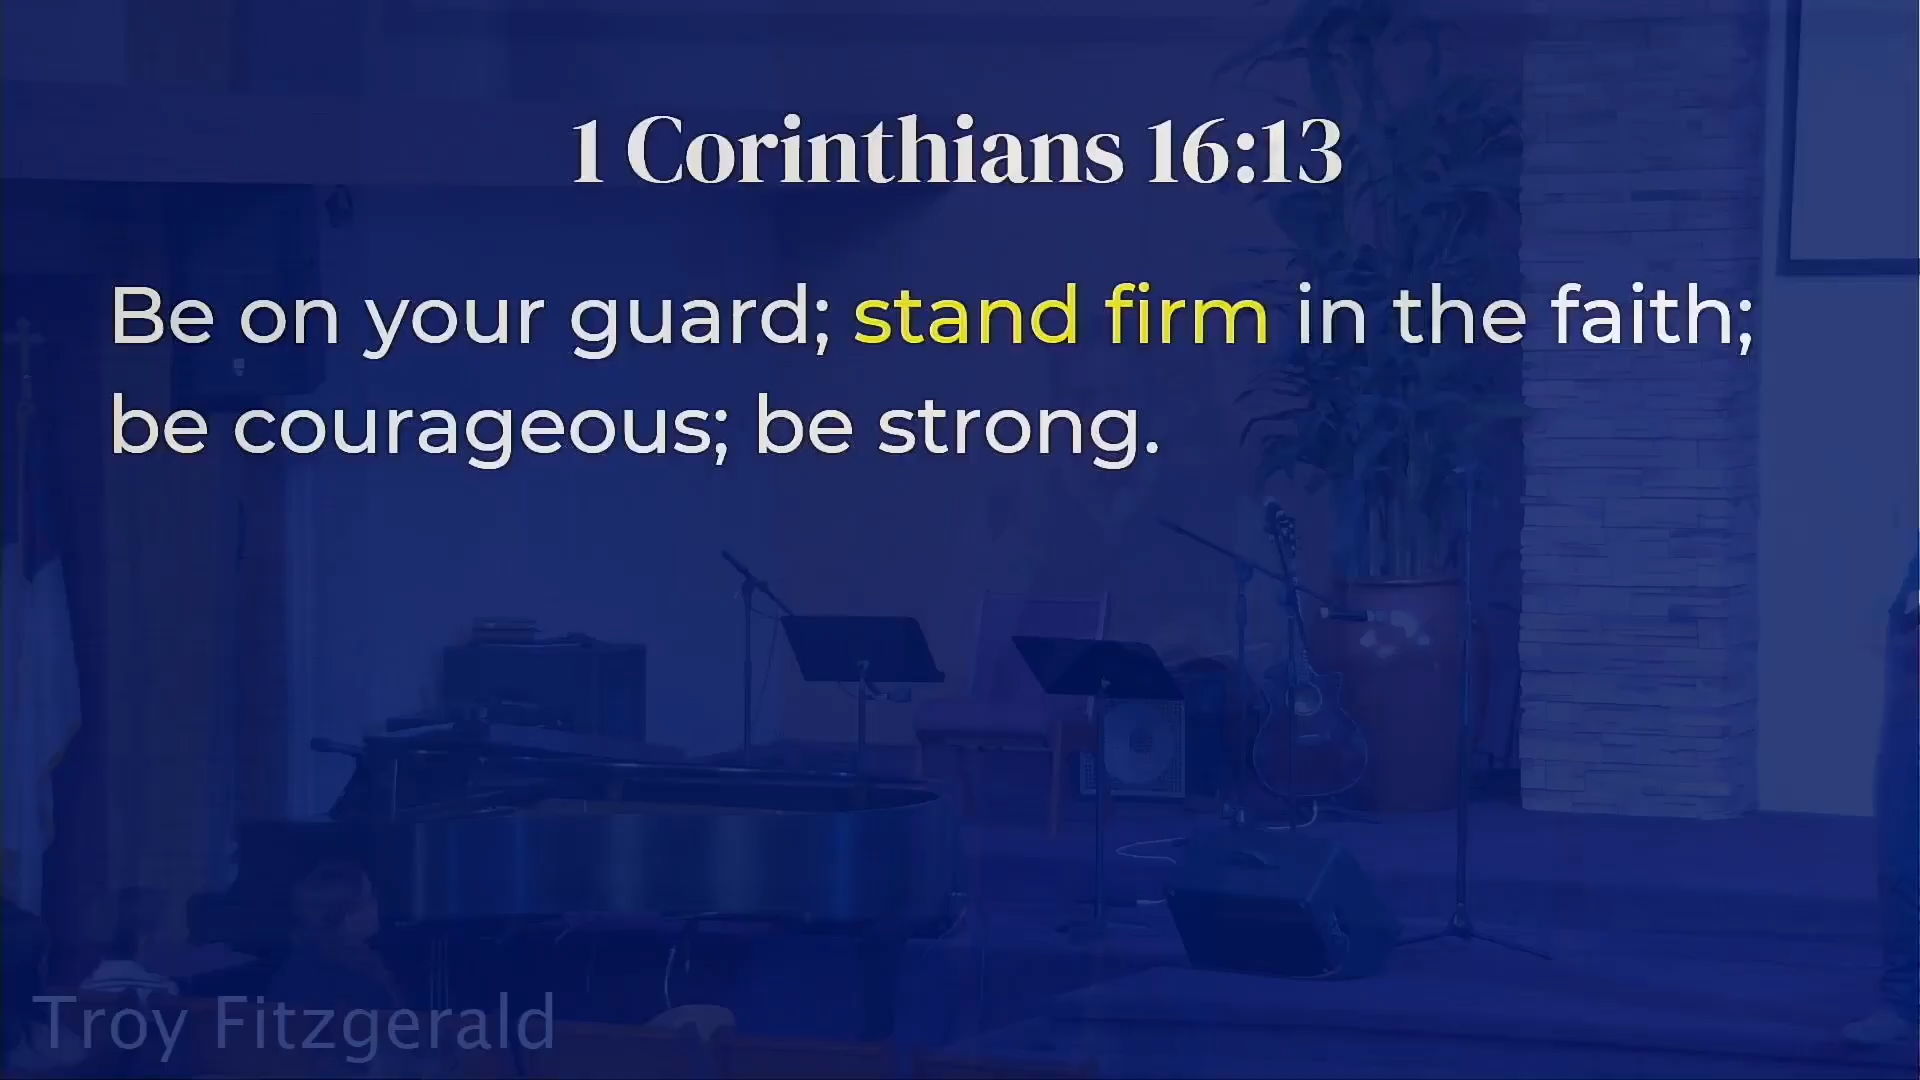 1 Corinthians 16:13
Be on your guard; stand firm in the faith;
be courageous; be strong.
Troy Fitzgerald